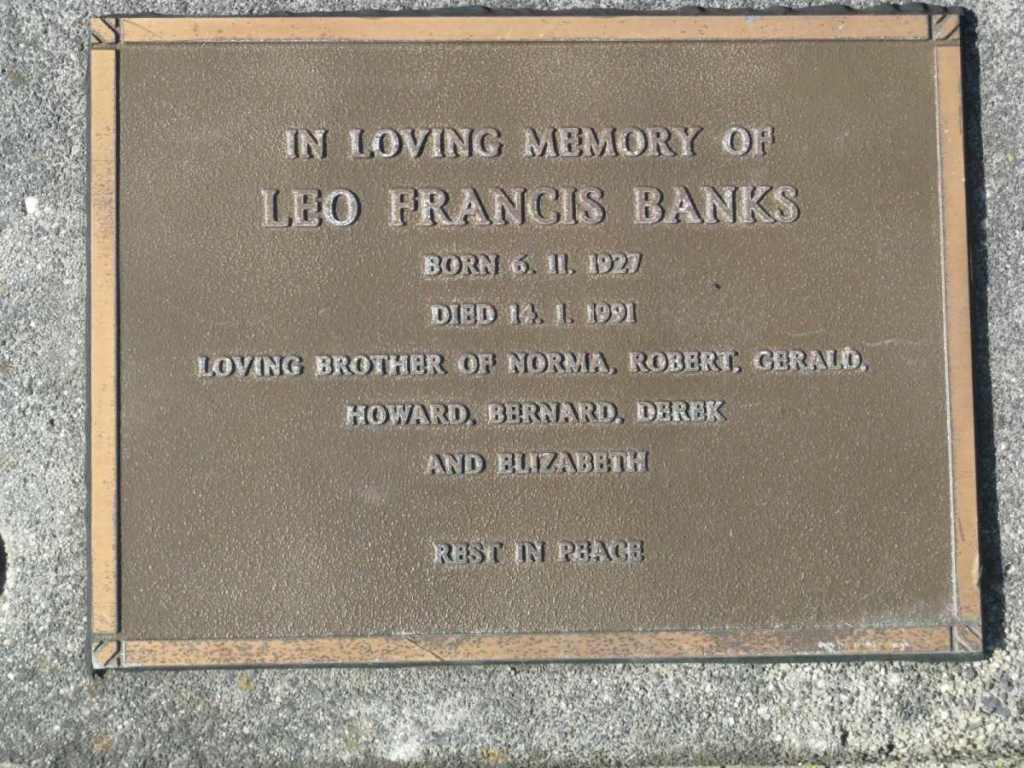 IN LOVING MEMORY OF
LEO FRANCIS BANKS
BORN 6. 11. 1927
DIED 14. 1. 1991
LOVING BROTHER OF NORMA, ROBERT, GERALD,
HOWARD, BERNARD, DEREK
AND ELIZABETH
REST IN PEACE